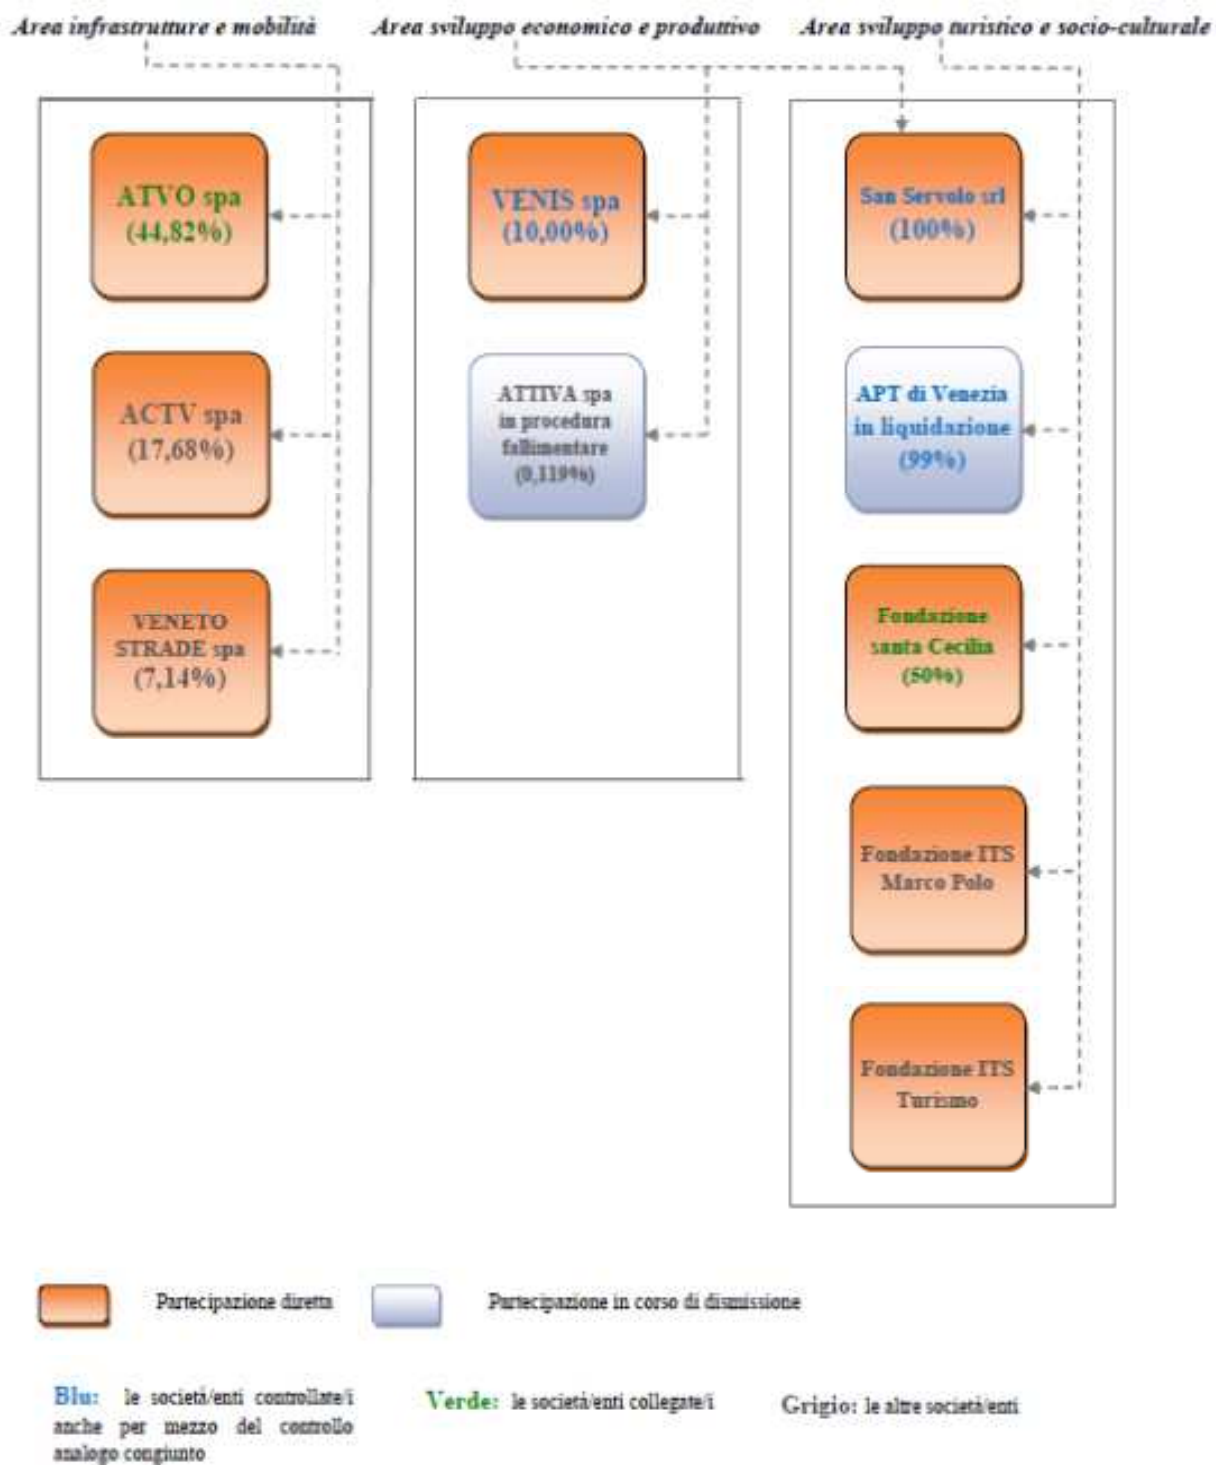 Area infrastrutture e mobilità
Area sviluppo economico e produttivo
Area sviluppo turistico e socio-culturale
ATVO spa
(44,82%)
ACTV spa
(17,68%)
VENETO
STRADE spa
(7,14%)
VENIS spa
(10,00%)
ATTIVA spa
in procedura
fallimentare
(0,119%)
San Servolo srl
(100%)
APT di Venezia
in liquidazione
(99%)
Fondazione
santa Cecilia
(50%)
Fondazione ITS
Marco Polo
Fondazione ITS
Turismo
Partecipazione diretta
Partecipazione in corso di dismissione
Blu: le società/enti controllate/i
anche per mezzo del controllo
analogo congiunto
Verde: le società/enti collegate/i
Grigio: le altre società/enti